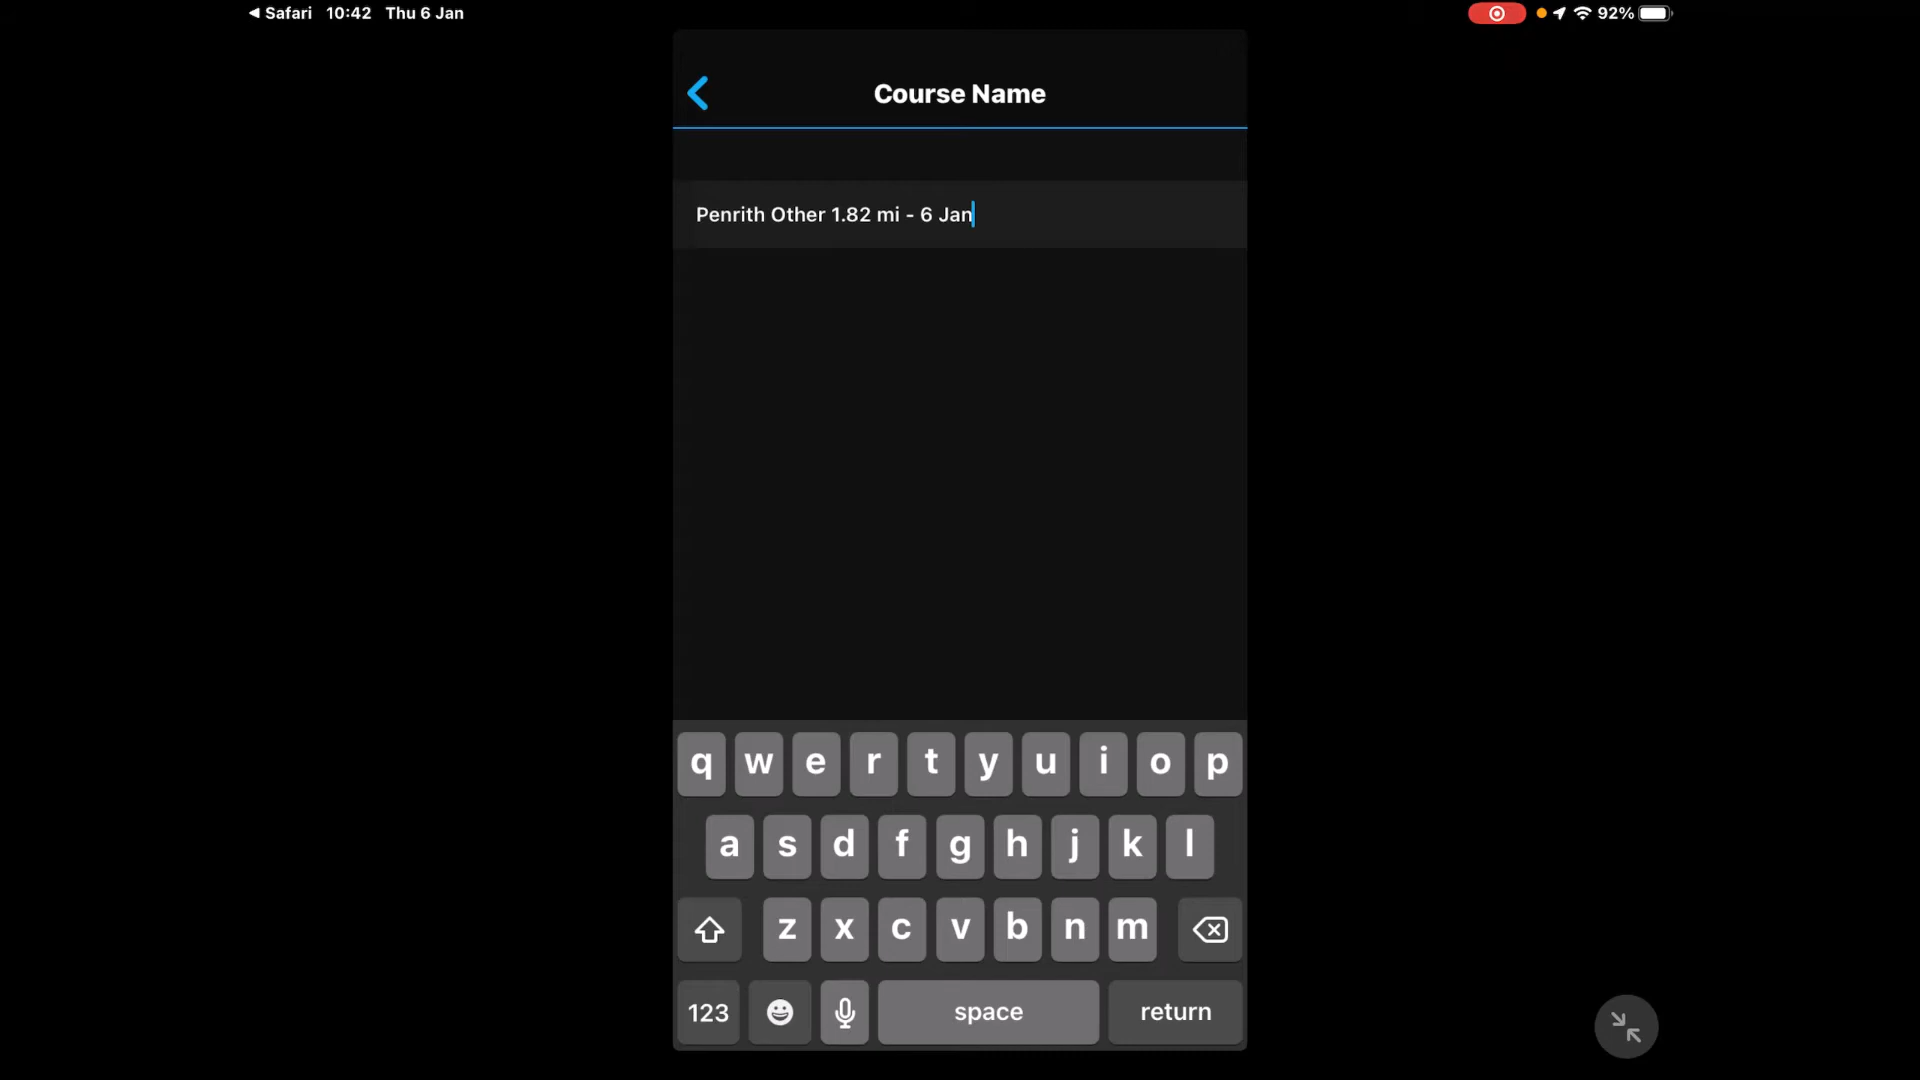 Safari 10:42 Thu 6 Jan 92%
Course Name
Penrith Other 1.82 mi - 6 Jan
q w e r t y u i o p
a s d f g h j k l
z x c v b n m
123 space return